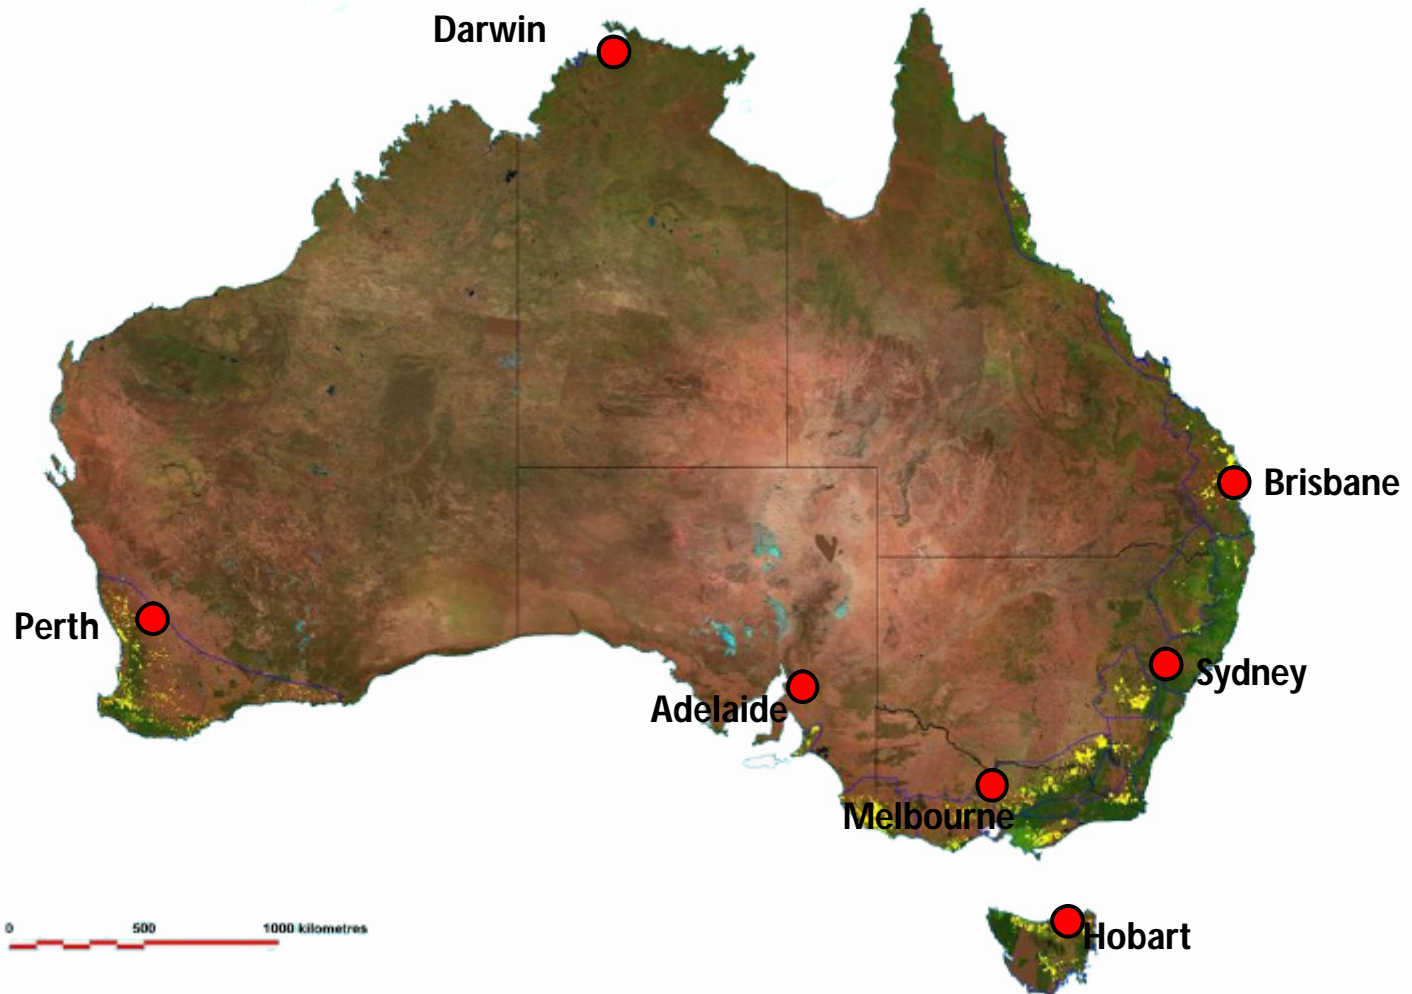 Darwin
Brisbane
Perth
Sydney
Adelaide
Melbourne
0 500 1000 kilometres
Hobart